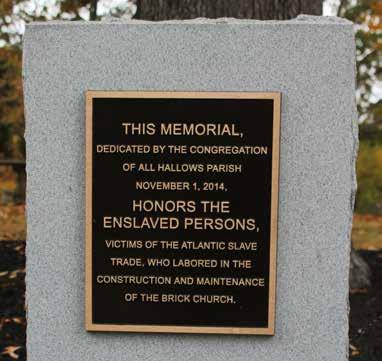 THIS MEMORIAL,
DEDICATED BY THE CONGREGATION
OF ALL HALLOWS PARISH
NOVEMBER 1, 2014,
HONORS THE
ENSLAVED PERSONS,
VICTIMS OF THE ATLANTIC SLAVE
TRADE, WHO LABORED IN THE
CONSTRUCTION AND MAINTENANCE
OF THE BRICK CHURCH.